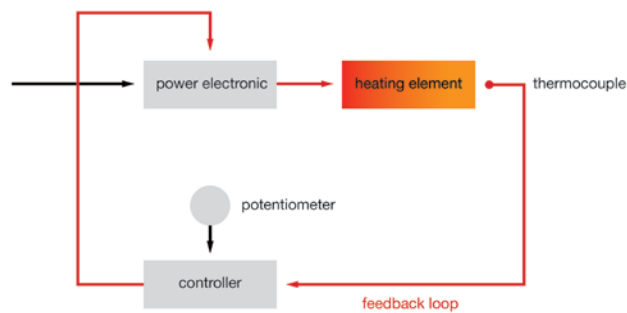 power electronic
heating element
thermocouple
potentiometer
controller
feedback loop